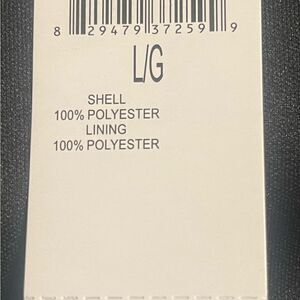 8 29479 37259 9
L/G
SHELL
100% POLYESTER
LINING
100% POLYESTER